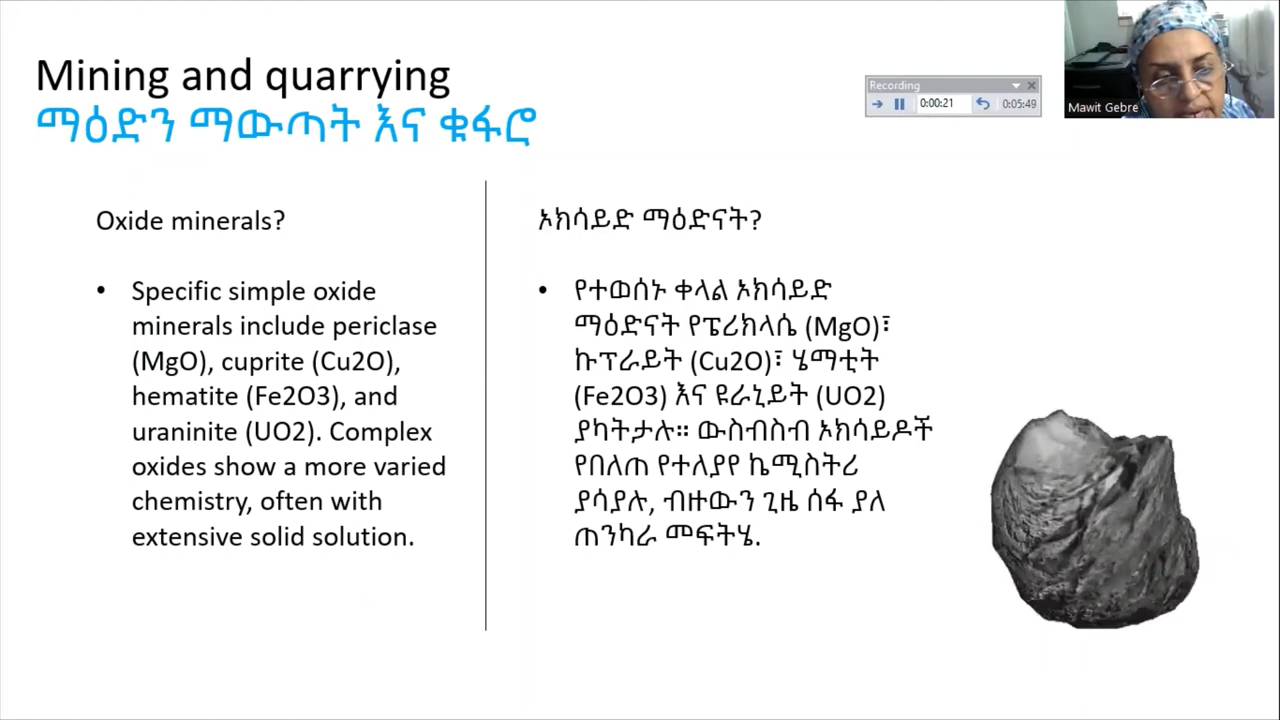 Mining and quarrying
ማዕድን ማውጣት እና ቁፋሮ
Recording
0:00:21
0:05:49
Mawit Gebre
Oxide minerals?
• Specific simple oxide
minerals include periclase
(MgO), cuprite (Cu2O),
hematite (Fe2O3), and
uraninite (UO2). Complex
oxides show a more varied
chemistry, often with
extensive solid solution.
ኦክሳይድ ማዕድናት?
• የተወሰኑ ቀላል ኦክሳይድ
ማዕድናት የፔሪክላሴ (MgO)፣
ኩፕራይት (Cu2O)፣ ሄማቲት
(Fe2O3) እና ዩራኒይት (UO2)
ያካትታሉ። ውስብስብ ኦክሳይዶች
የበለጠ የተለያየ ኬሚስትሪ
ያሳያሉ, ብዙውን ጊዜ ሰፋ ያለ
ጠንካራ መፍትሄ.